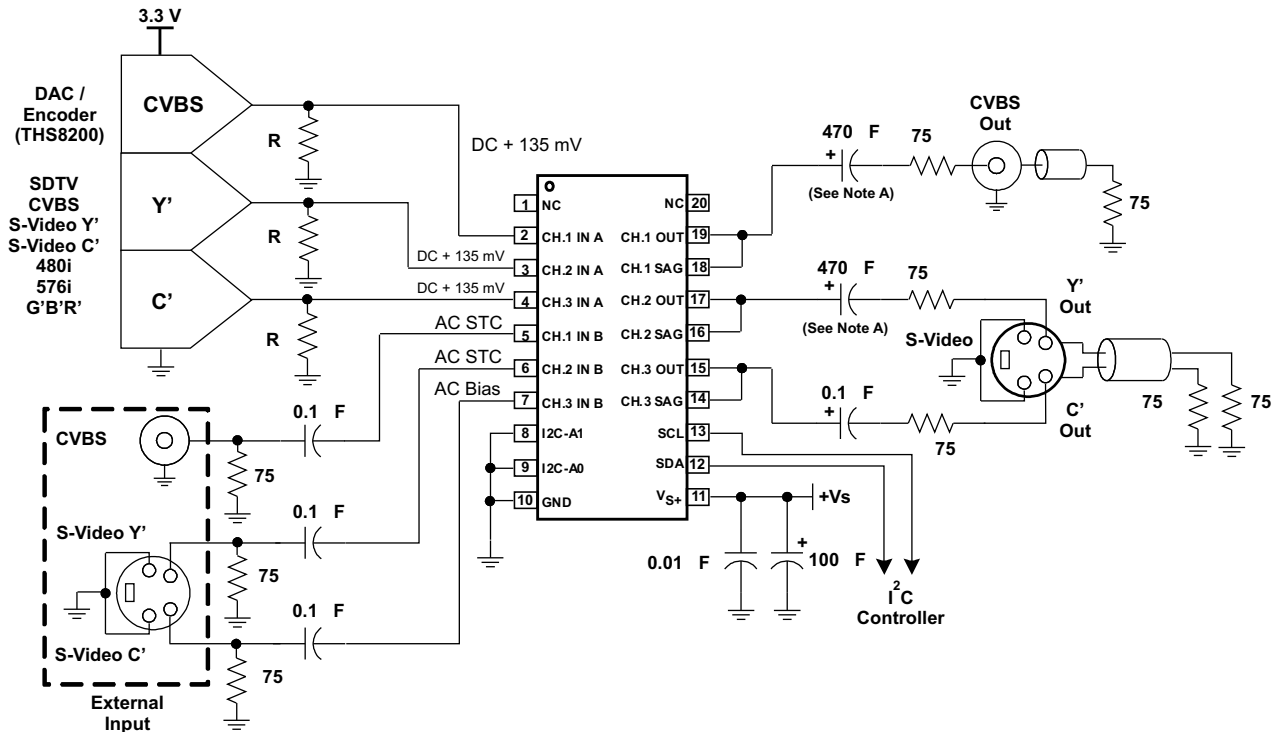 3.3 V
DAC /
Encoder
(THS8200)
SDTV
CVBS
S-Video Y'
S-Video C'
480i
576i
G'B'R'
CVBS
Y'
C'
R
R
R
DC + 135 mV
DC + 135 mV
DC + 135 mV
AC STC
AC STC
AC Bias
1 NC
2 CH.1 IN A
3 CH.2 IN A
4 CH.3 IN A
5 CH.1 IN B
6 CH.2 IN B
7 CH.3 IN B
8 I2C-A1
9 I2C-A0
10 GND
NC 20
CH.1 OUT 19
CH.1 SAG 18
CH.2 OUT 17
CH.2 SAG 16
CH.3 OUT 15
CH.3 SAG 14
SCL 13
SDA 12
VS+ 11
470 F
+
(See Note A)
75
CVBS
Out
75
470 F
+
(See Note A)
75
Y'
Out
S-Video
0.1 F
+
75
C'
Out
75
75
+Vs
0.01 F
+
100 F
I2C
Controller
CVBS
0.1 F
75
S-Video Y'
0.1 F
75
S-Video C'
0.1 F
75
External
Input